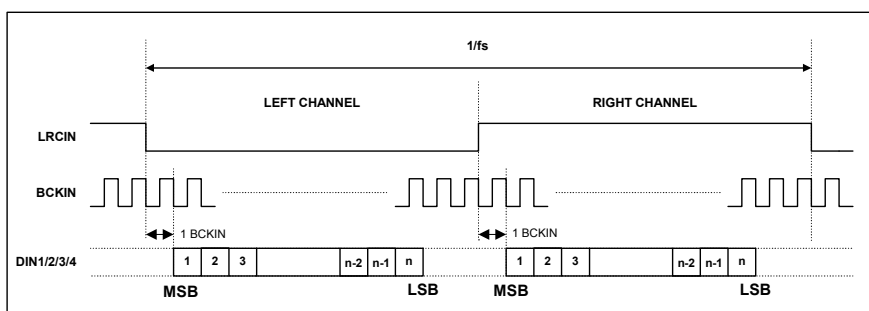 1/fs
LEFT CHANNEL RIGHT CHANNEL
LRCIN
BCKIN
1 BCKIN 1 BCKIN
DIN1/2/3/4 1 2 3 n-2 n-1 n 1 2 3 n-2 n-1 n
MSB LSB MSB LSB